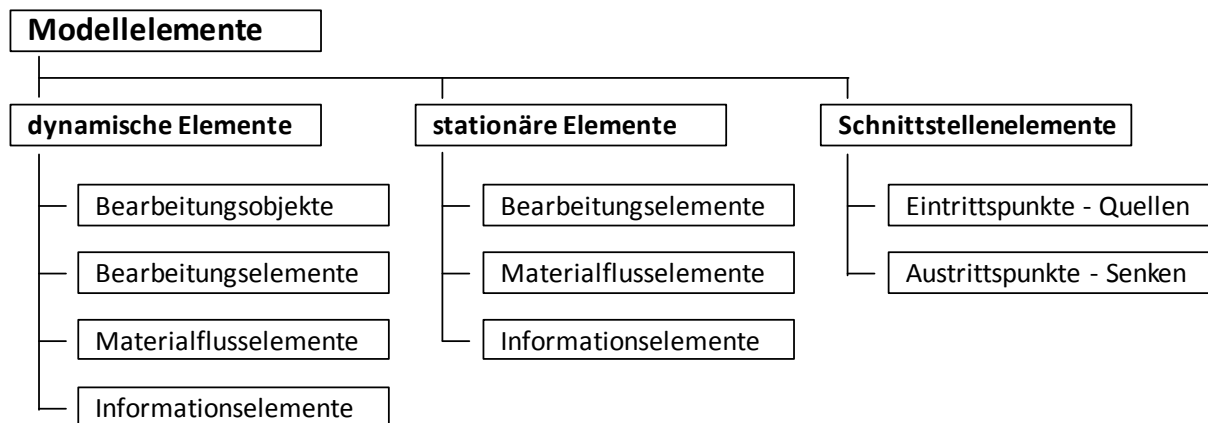 Modellelemente
dynamische Elemente
Bearbeitungsobjekte
Bearbeitungselemente
Materialflusselemente
Informationselemente
stationäre Elemente
Bearbeitungselemente
Materialflusselemente
Informationselemente
Schnittstellenelemente
Eintrittspunkte - Quellen
Austrittspunkte - Senken